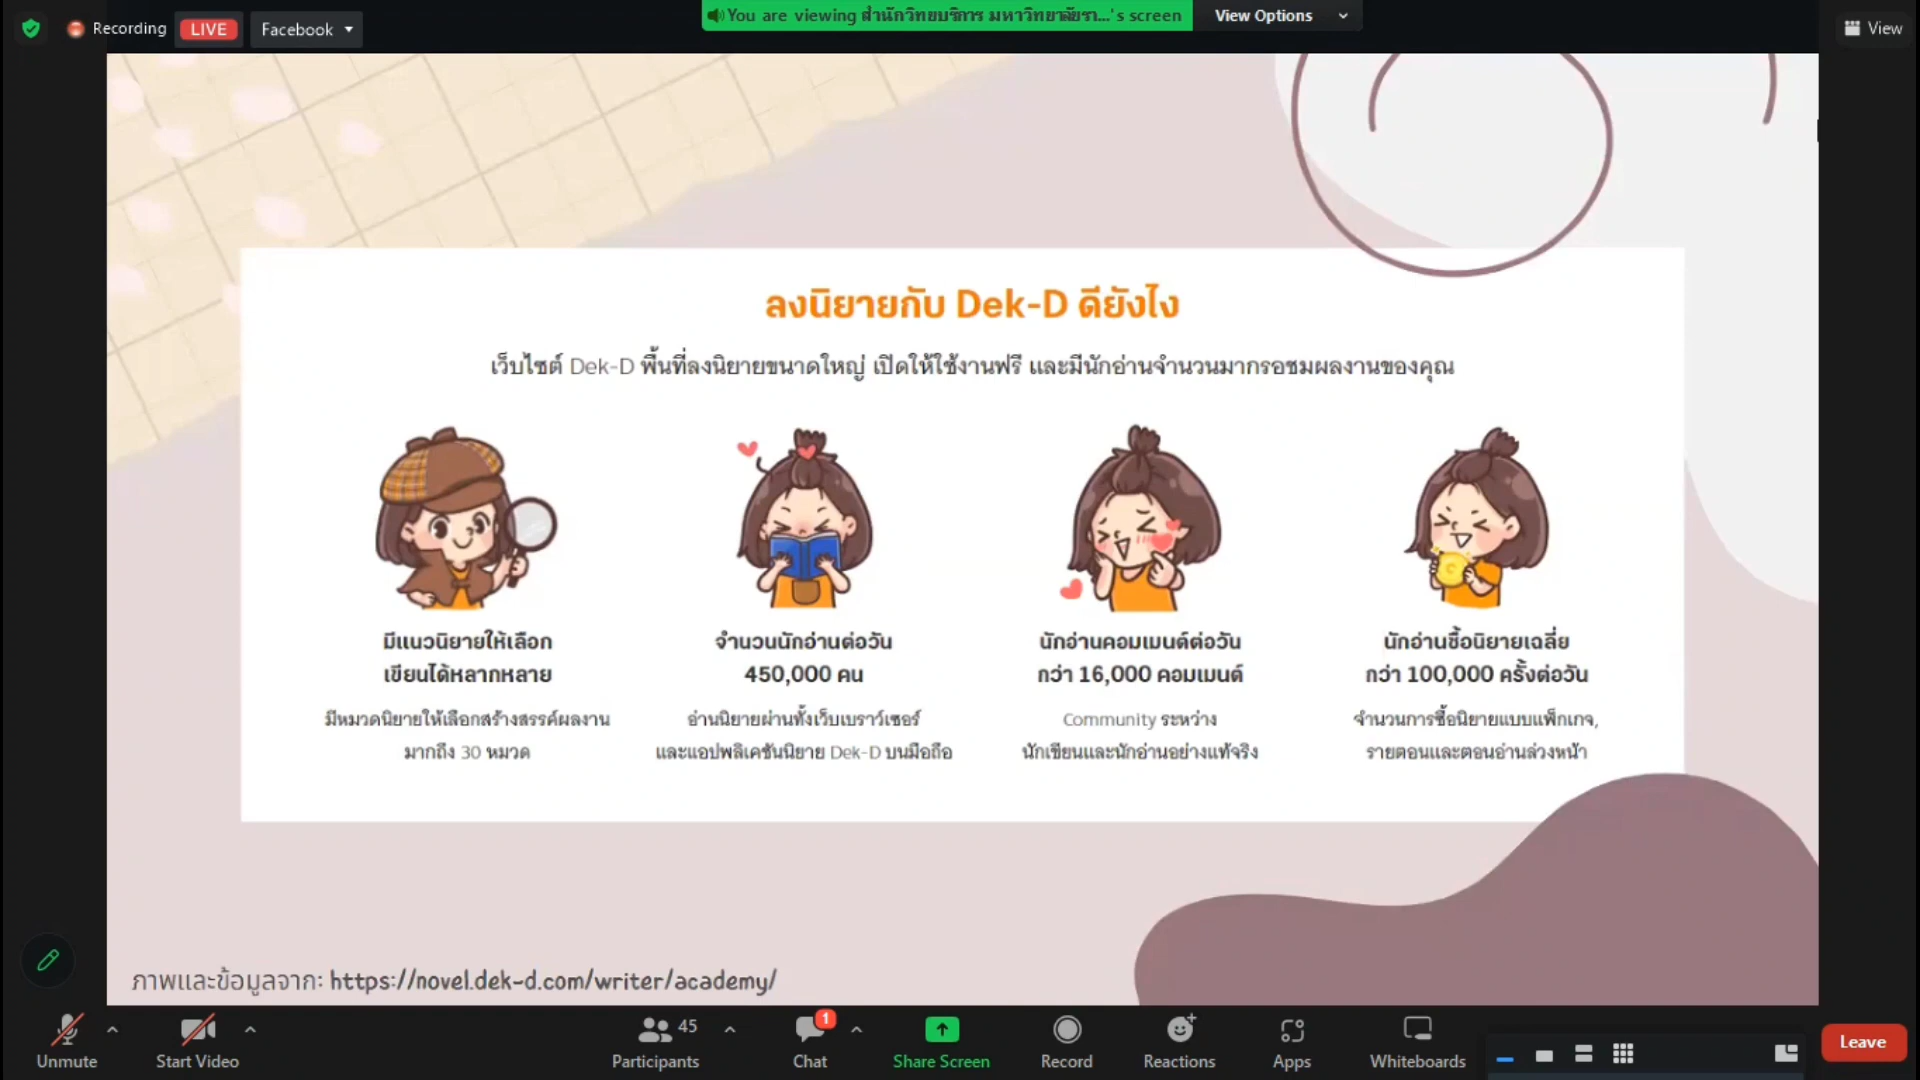 Recording
LIVE
Facebook
You are viewing สำนักวิทยบริการ มหาวิทยาลัยรา...'s screen
View Options
View
ลงนิยายกับ Dek-D ดียังไง
เว็บไซต์ Dek-D พื้นที่ลงนิยายขนาดใหญ่ เปิดให้ใช้งานฟรี และมีนักอ่านจำนวนมากรอชมผลงานของคุณ
มีแนวนิยายให้เลือก
เขียนได้หลากหลาย
มีหมวดนิยายให้เลือกสร้างสรรค์ผลงาน
มากถึง 30 หมวด
จำนวนนักอ่านต่อวัน
450,000 คน
อ่านนิยายผ่านทั้งเว็บเบราว์เซอร์
และแอปพลิเคชันนิยาย Dek-D บนมือถือ
นักอ่านคอมเมนต์ต่อวัน
กว่า 16,000 คอมเมนต์
Community ระหว่าง
นักเขียนและนักอ่านอย่างแท้จริง
นักอ่านซื้อนิยายเฉลี่ย
กว่า 100,000 ครั้งต่อวัน
จำนวนการซื้อนิยายแบบแพ็กเกจ,
รายตอนและตอนอ่านล่วงหน้า
ภาพและข้อมูลจาก: https://novel.dek-d.com/writer/academy/
Unmute
Start Video
45
Participants
1
Chat
Share Screen
Record
Reactions
Apps
Whiteboards
Leave